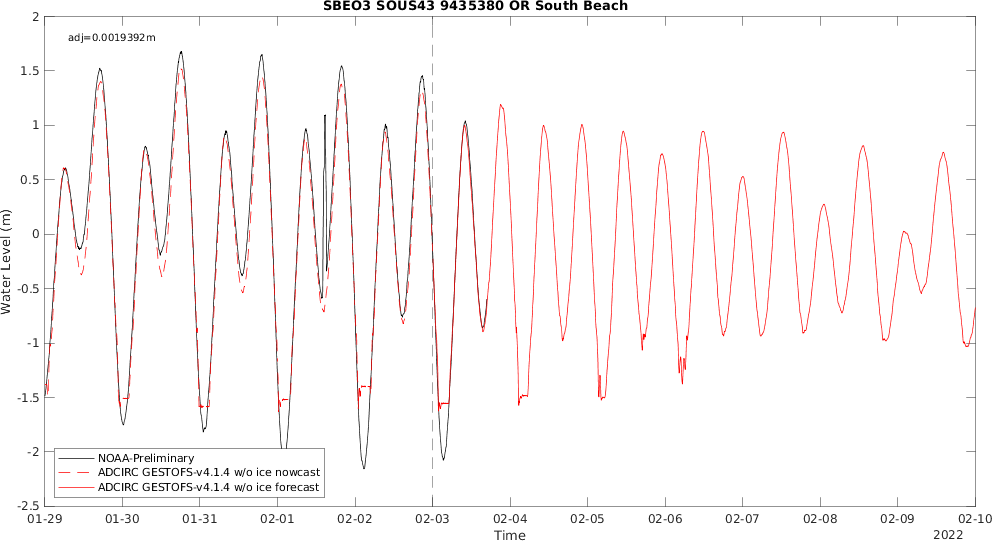 SBEO3 SOUS43 9435380 OR South Beach
adj=0.0019392m
2
1.5
1
0.5
0
-0.5
-1
-1.5
-2
-2.5
Water Level (m)
NOAA-Preliminary
ADCIRC GESTOFS-v4.1.4 w/o ice nowcast
ADCIRC GESTOFS-v4.1.4 w/o ice forecast
01-29 01-30 01-31 02-01 02-02 02-03 02-04 02-05 02-06 02-07 02-08 02-09 02-10
Time
2022